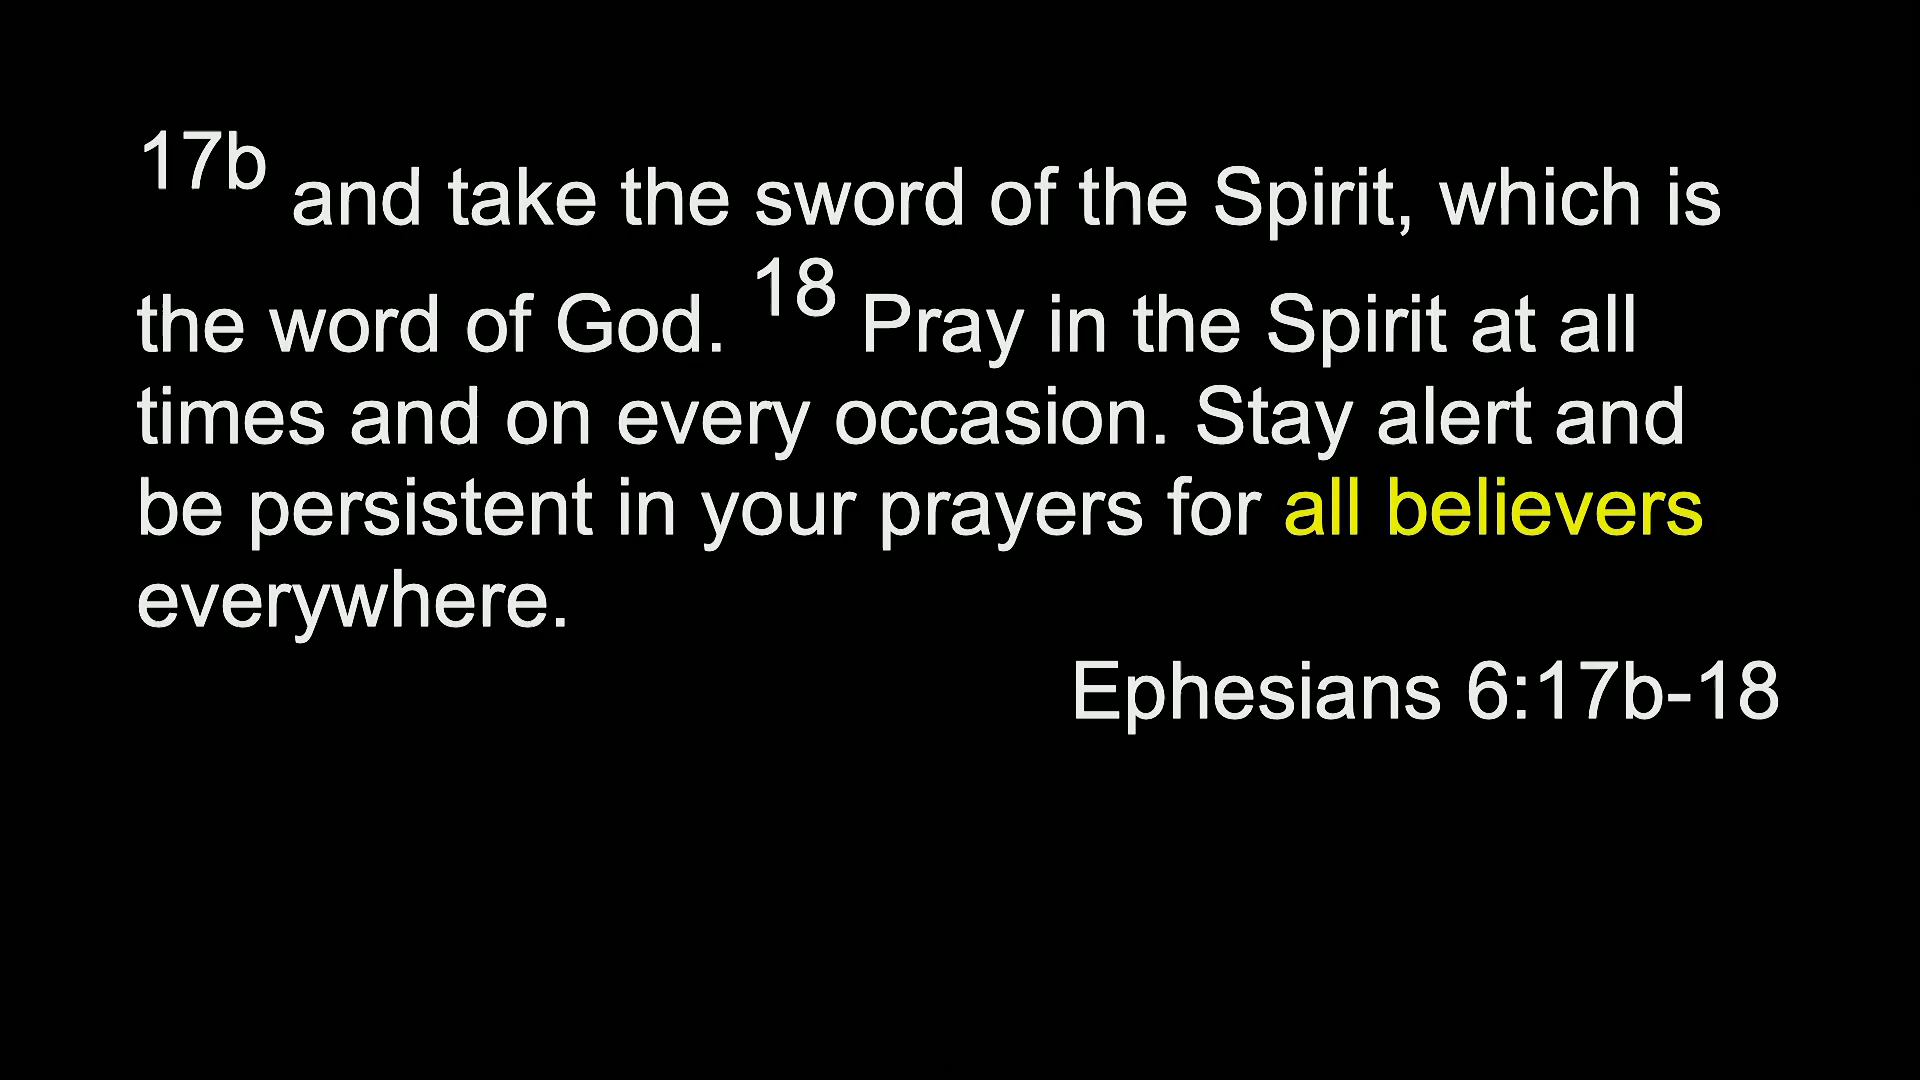 17b and take the sword of the Spirit, which is
the word of God. 18 Pray in the Spirit at all
times and on every occasion. Stay alert and
be persistent in your prayers for all believers
everywhere.
Ephesians 6:17b-18